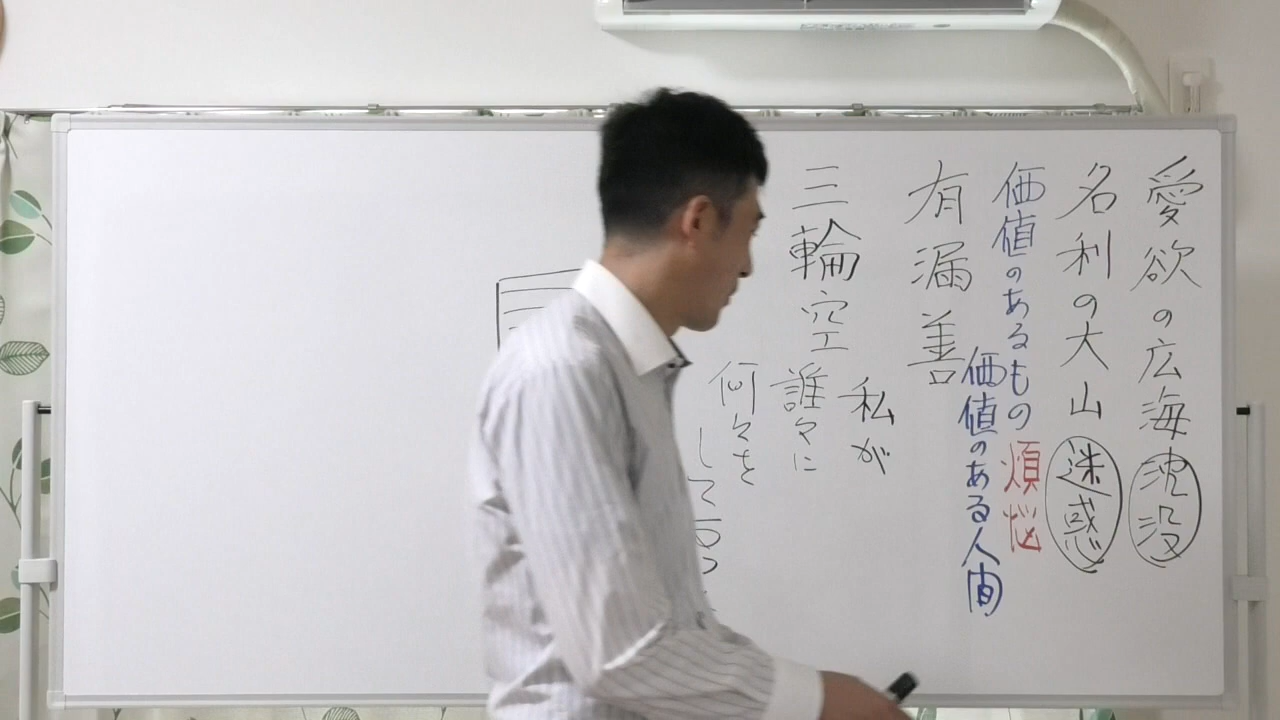 愛欲の広海沈没
名利の大山迷惑
価値のあるもの煩悩
価値のある人間
有漏善
三輪空
私が
誰々に
何々を
して